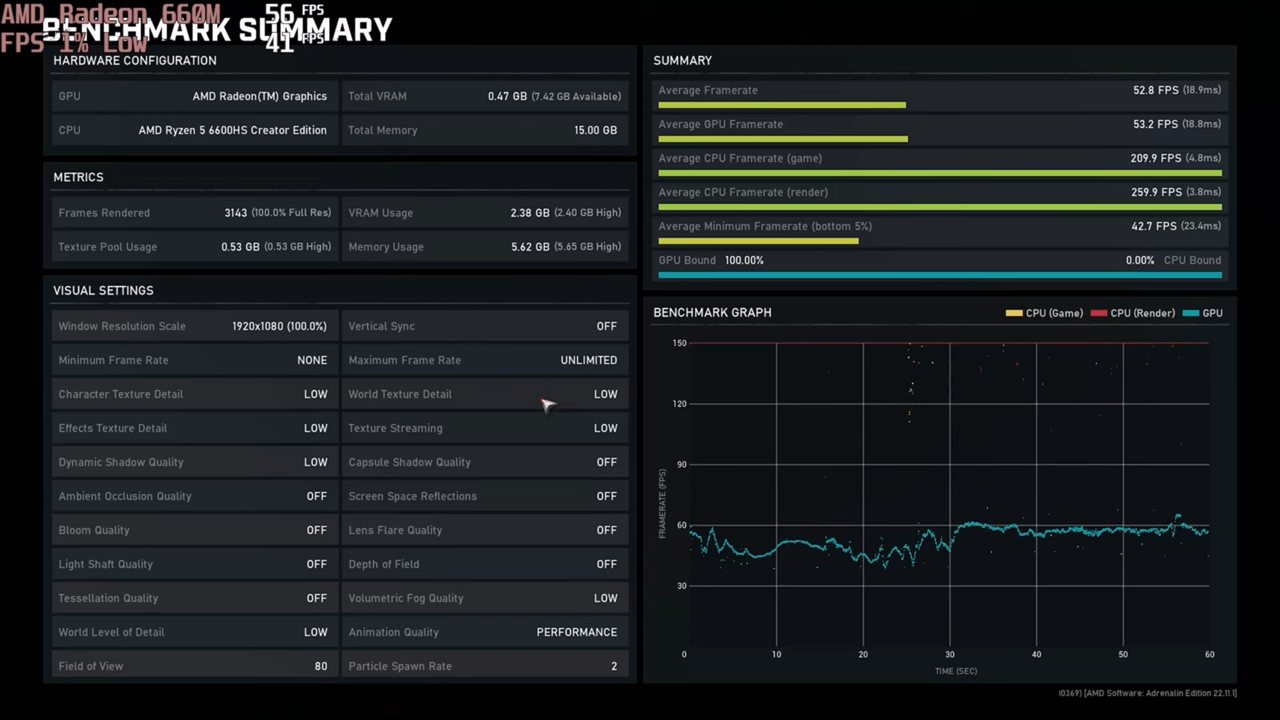 AMD Radeon 660M 56 FPS
FPS 1% Low 41 FPS
BENCHMARK SUMMARY
HARDWARE CONFIGURATION
GPU AMD Radeon(TM) Graphics Total VRAM 0.47 GB (7.42 GB Available)
CPU AMD Ryzen 5 6600HS Creator Edition Total Memory 15.00 GB
METRICS
Frames Rendered 3143 (100.0% Full Res) VRAM Usage 2.38 GB (2.40 GB High)
Texture Pool Usage 0.53 GB (0.53 GB High) Memory Usage 5.62 GB (5.65 GB High)
VISUAL SETTINGS
Window Resolution Scale 1920x1080 (100.0%) Vertical Sync OFF
Minimum Frame Rate NONE Maximum Frame Rate UNLIMITED
Character Texture Detail LOW World Texture Detail LOW
Effects Texture Detail LOW Texture Streaming LOW
Dynamic Shadow Quality LOW Capsule Shadow Quality OFF
Ambient Occlusion Quality OFF Screen Space Reflections OFF
Bloom Quality OFF Lens Flare Quality OFF
Light Shaft Quality OFF Depth of Field OFF
Tessellation Quality OFF Volumetric Fog Quality LOW
World Level of Detail LOW Animation Quality PERFORMANCE
Field of View 80 Particle Spawn Rate 2
SUMMARY
Average Framerate 52.8 FPS (18.9ms)
Average GPU Framerate 53.2 FPS (18.8ms)
Average CPU Framerate (game) 209.9 FPS (4.8ms)
Average CPU Framerate (render) 259.9 FPS (3.8ms)
Average Minimum Framerate (bottom 5%) 42.7 FPS (23.4ms)
GPU Bound 100.00% 0.00% CPU Bound
BENCHMARK GRAPH CPU (Game) CPU (Render) GPU
150
120
90
60
30
FRAMERATE (FPS)
0 10 20 30 40 50 60
TIME (SEC)
0369) [AMD Software: Adrenalin Edition 22.11.1]